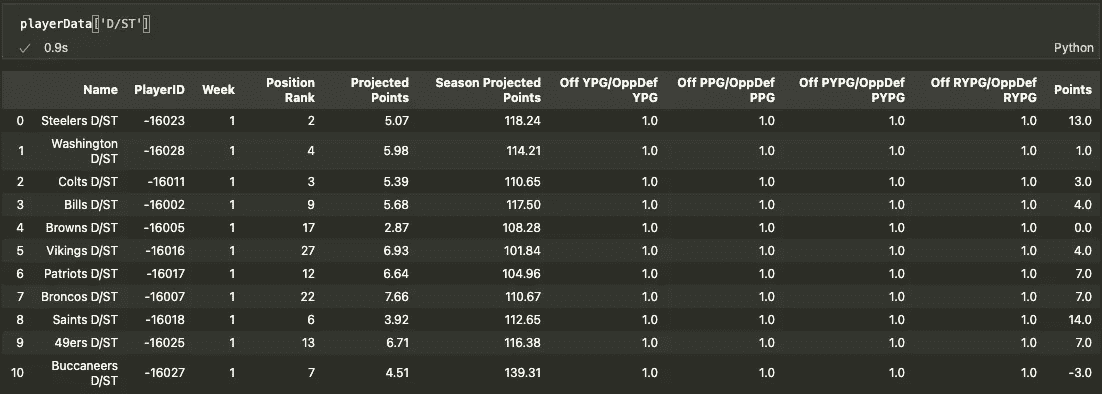 playerData['D/ST']
0.9s
Python
Name PlayerID Week Position Rank Projected Points Season Projected Points Off YPG/OppDef YPG Off PPG/OppDef PPG Off PYPG/OppDef PYPG Off RYPG/OppDef RYPG Points
0 Steelers D/ST -16023 1 2 5.07 118.24 1.0 1.0 1.0 1.0 13.0
1 Washington D/ST -16028 1 4 5.98 114.21 1.0 1.0 1.0 1.0 1.0
2 Colts D/ST -16011 1 3 5.39 110.65 1.0 1.0 1.0 1.0 3.0
3 Bills D/ST -16002 1 9 5.68 117.50 1.0 1.0 1.0 1.0 4.0
4 Browns D/ST -16005 1 17 2.87 108.28 1.0 1.0 1.0 1.0 0.0
5 Vikings D/ST -16016 1 27 6.93 101.84 1.0 1.0 1.0 1.0 4.0
6 Patriots D/ST -16017 1 12 6.64 104.96 1.0 1.0 1.0 1.0 7.0
7 Broncos D/ST -16007 1 22 7.66 110.67 1.0 1.0 1.0 1.0 7.0
8 Saints D/ST -16018 1 6 3.92 112.65 1.0 1.0 1.0 1.0 14.0
9 49ers D/ST -16025 1 13 6.71 116.38 1.0 1.0 1.0 1.0 7.0
10 Buccaneers D/ST -16027 1 7 4.51 139.31 1.0 1.0 1.0 1.0 -3.0